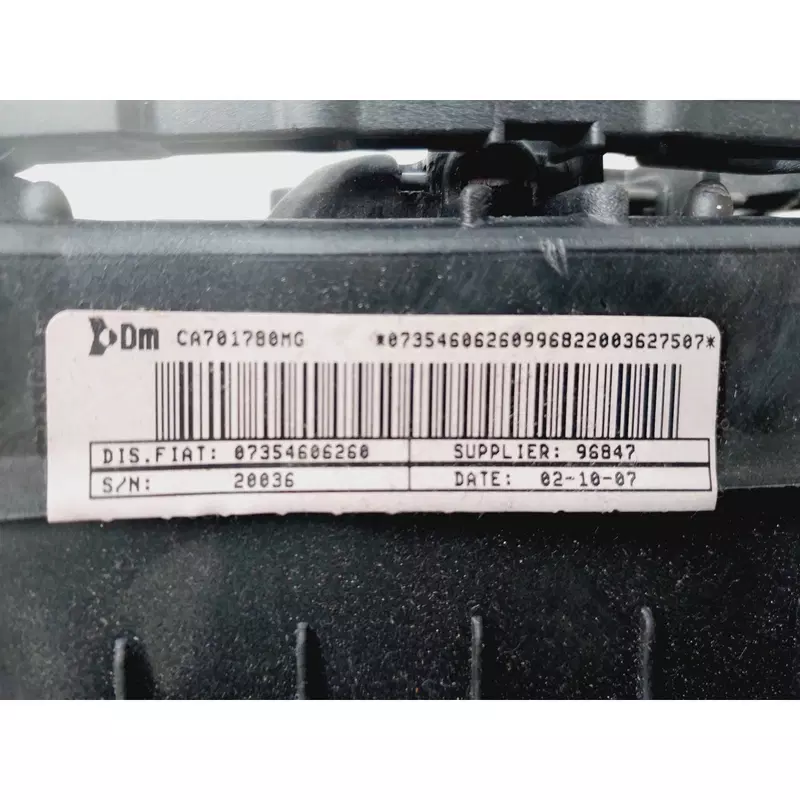 Dm CA701780MG *07354606260996822003627507*
DIS.FIAT: 07354606260 SUPPLIER: 96847
S/N: 20036 DATE: 02-10-07